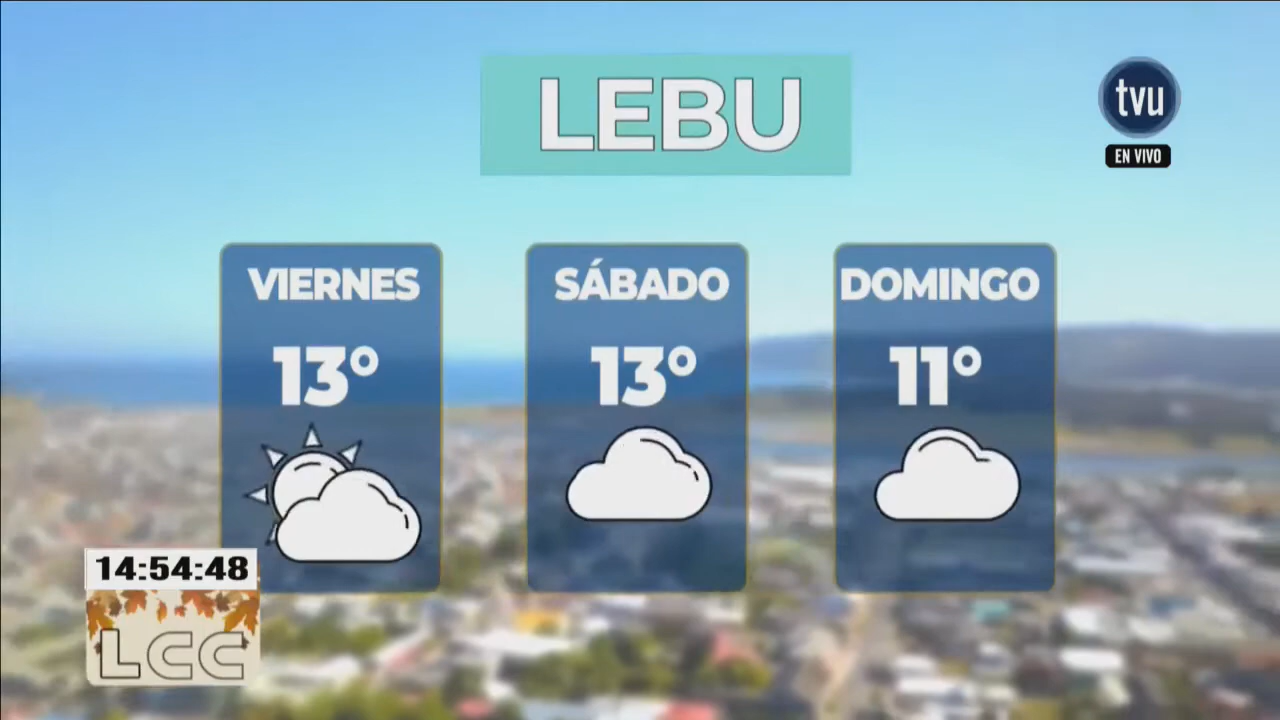 LEBU
tvu
EN VIVO
VIERNES
13°
SÁBADO
13°
DOMINGO
11°
14:54:48
LCC